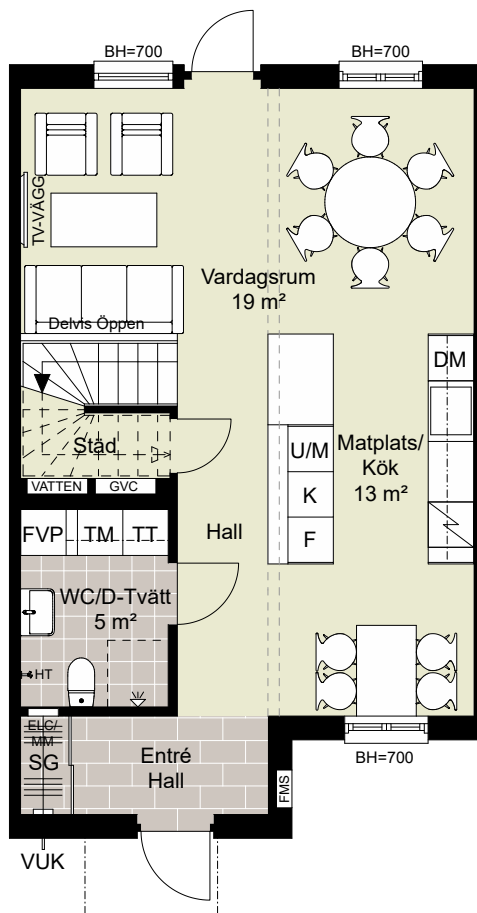 BH=700
BH=700
TV-VÄGG
Vardagsrum
19 m²
Delvis Öppen
DM
Städ
U/M
K
F
Matplats/
Kök
13 m²
VATTEN
GVC
FVP
TM
TT
Hall
WC/D-Tvätt
5 m²
HT
ELC/
MM
SG
Entré
Hall
BH=700
FMS
VUK